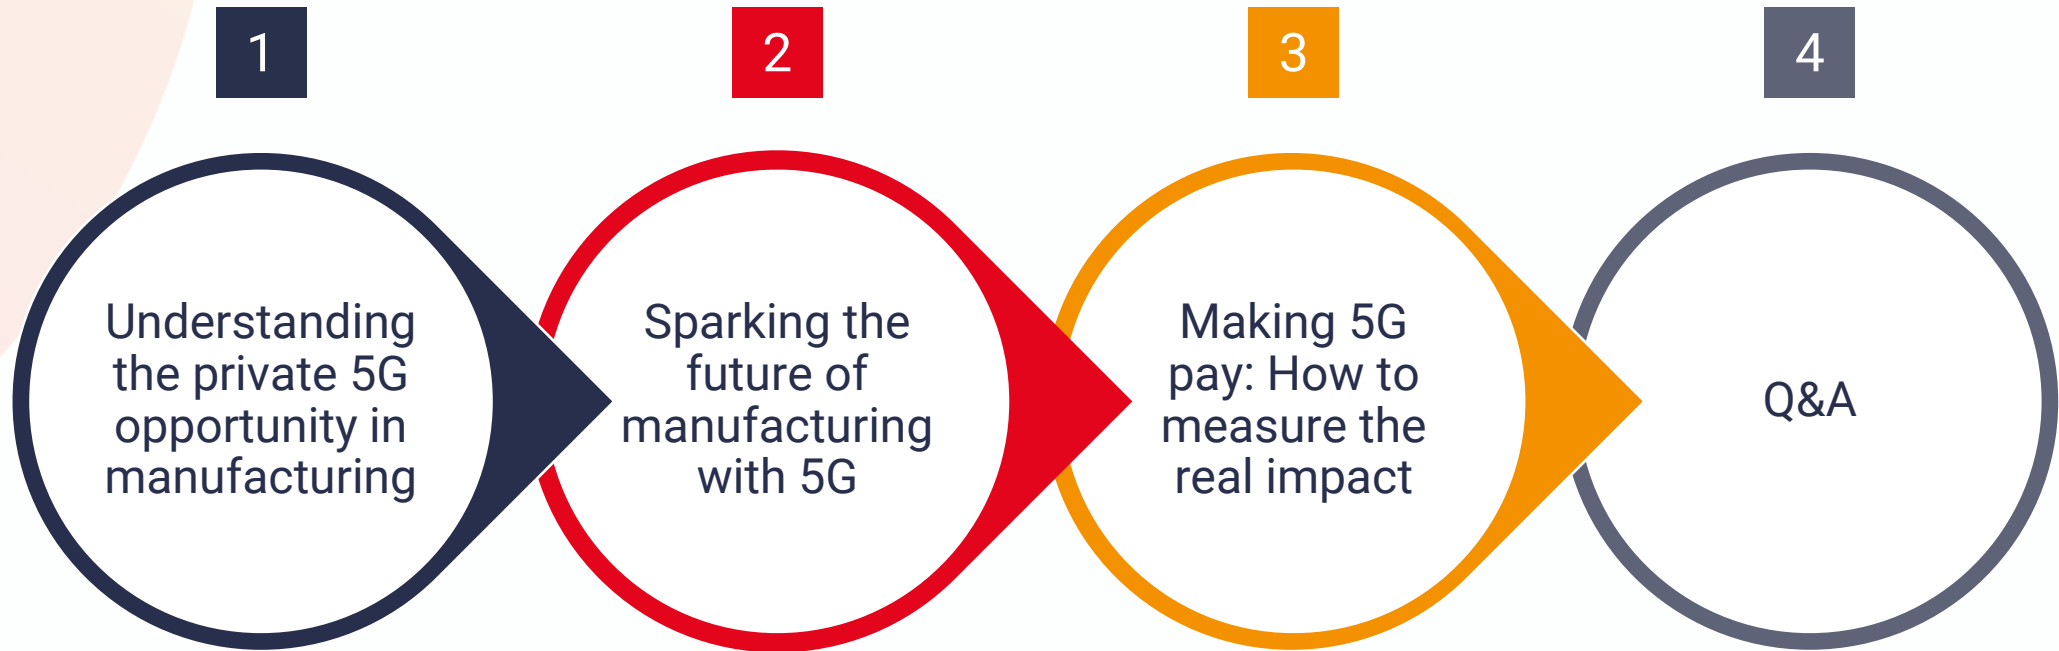 1
Understanding
the private 5G
opportunity in
manufacturing
2
Sparking the
future of
manufacturing
with 5G
3
Making 5G
pay: How to
measure the
real impact
4
Q&A